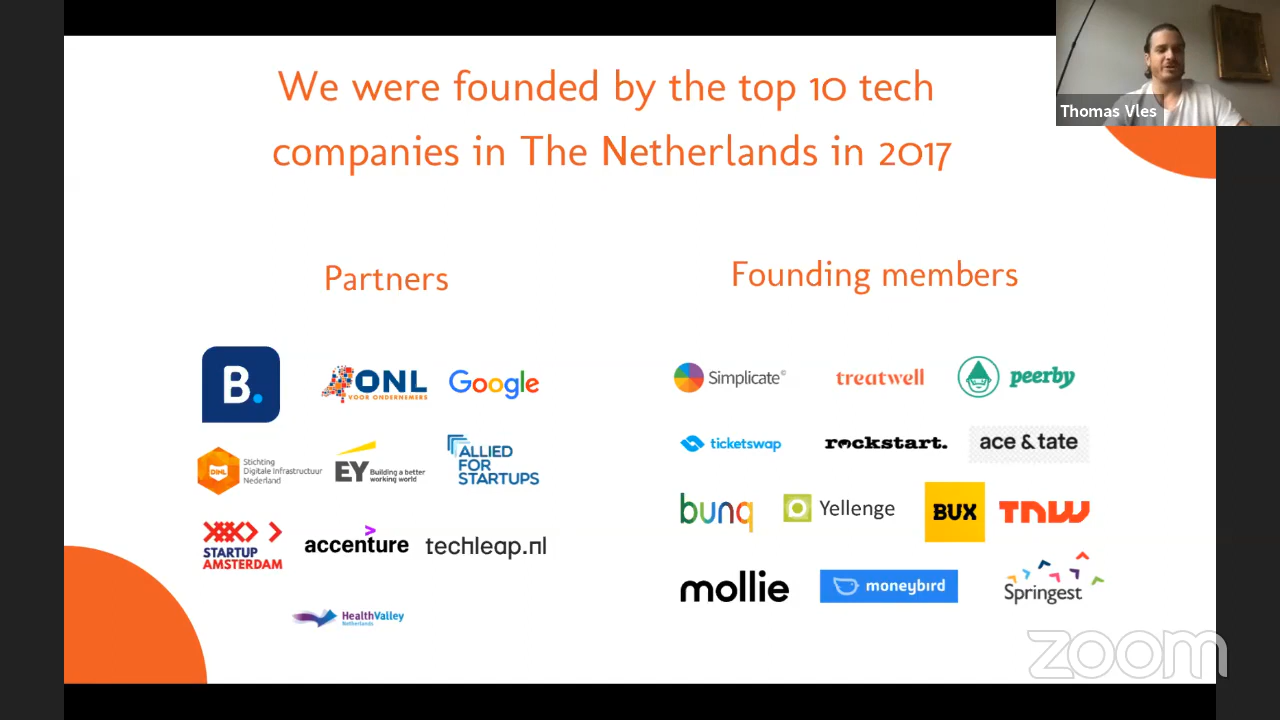 We were founded by the top 10 tech
companies in The Netherlands in 2017
Thomas Vles
Partners
B.
ONL
VOOR ONDERNEMERS
Google
DINL
Stichting
Digitale Infrastructuur
Nederland
EY
Building a better
working world
ALLIED
FOR
STARTUPS
STARTUP
AMSTERDAM
accenture
techleap.nl
HealthValley
Netherlands
Founding members
Simplicate©
treatwell
peerby
ticketswap
rockstart.
ace & tate
bunq
Yellenge
BUX
TNW
mollie
moneybird
Springest
zoom